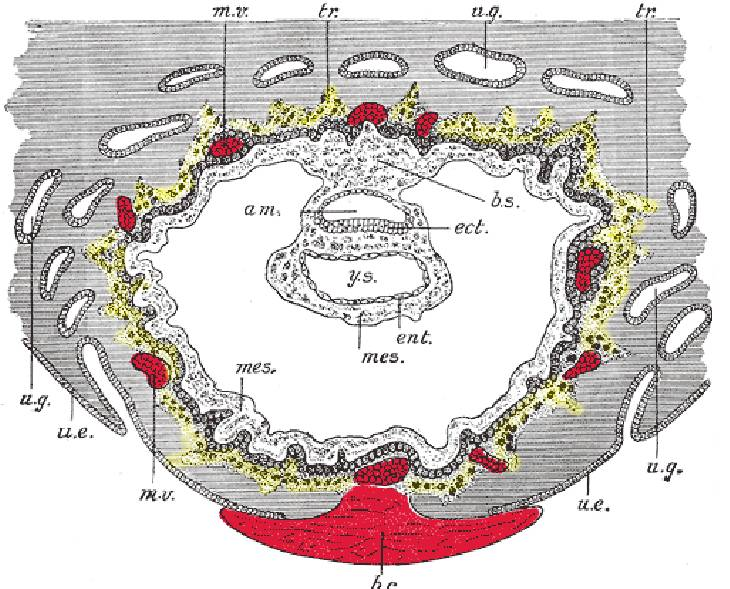 m.v. tr. u.g. tr.
am. b.s.
ect.
y.s.
ent.
mes.
mes.
u.g.
u.e.
u.g.
m.v.
u.e.